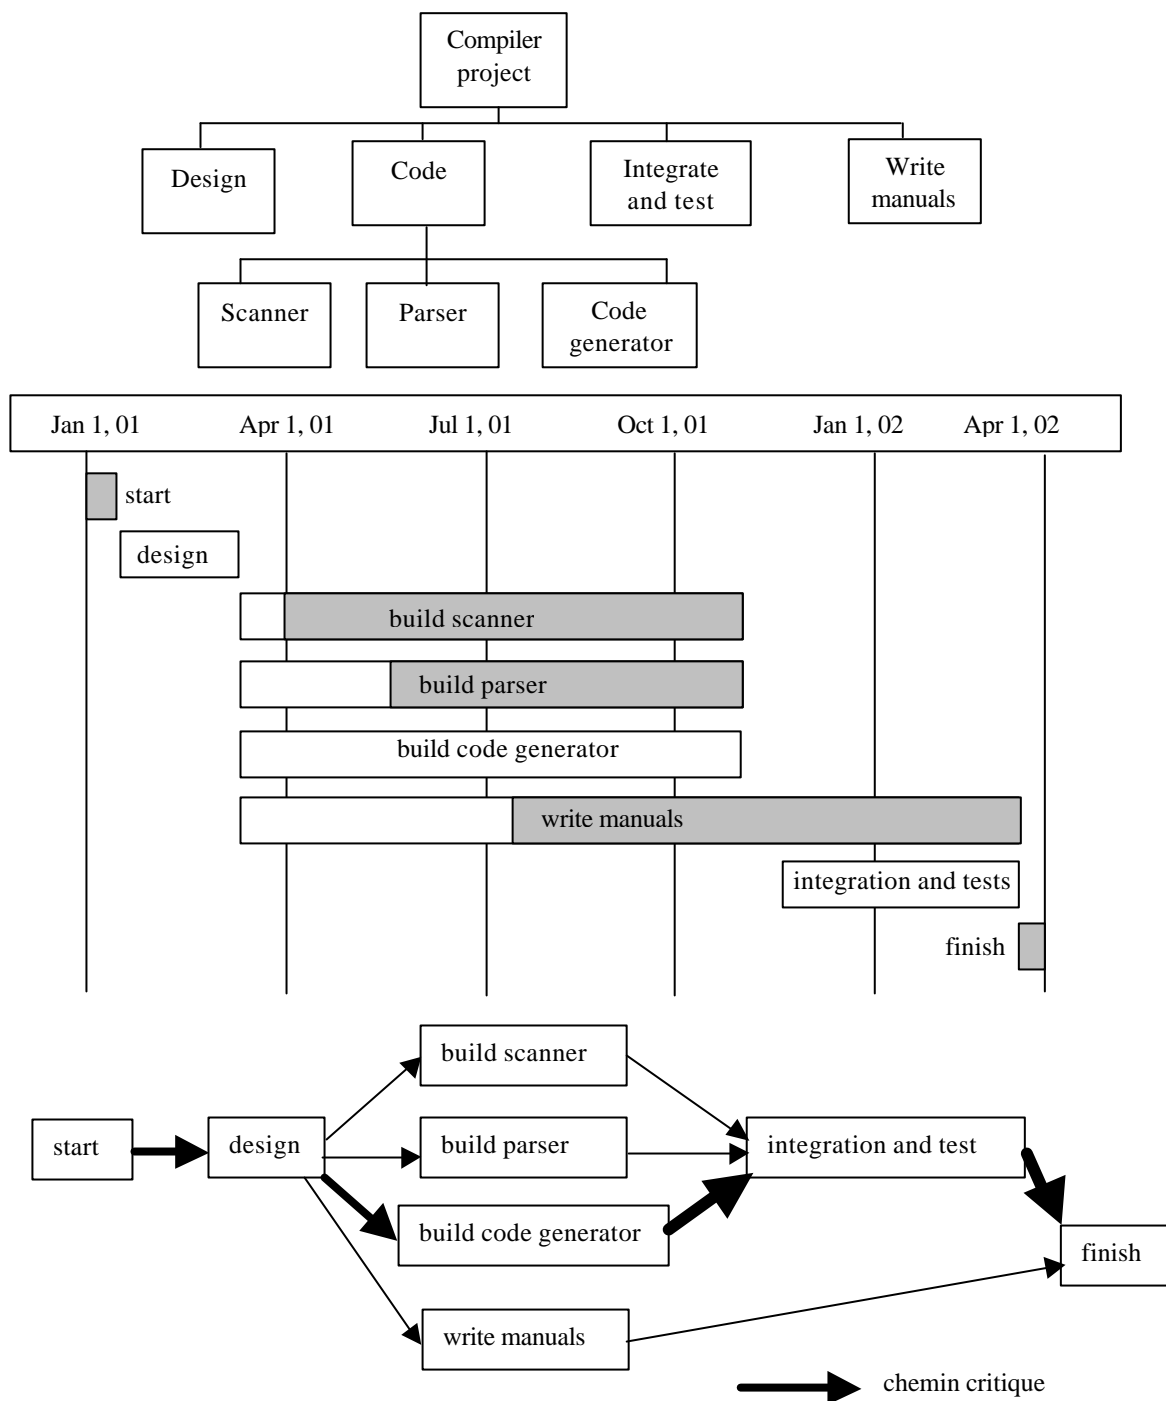 Compiler
project
Design
Code
Integrate
and test
Write
manuals
Scanner
Parser
Code
generator
Jan 1, 01 Apr 1, 01 Jul 1, 01 Oct 1, 01 Jan 1, 02 Apr 1, 02
start
design
build scanner
build parser
build code generator
write manuals
integration and tests
finish
build scanner
start
design
build parser
integration and test
build code generator
finish
write manuals
chemin critique